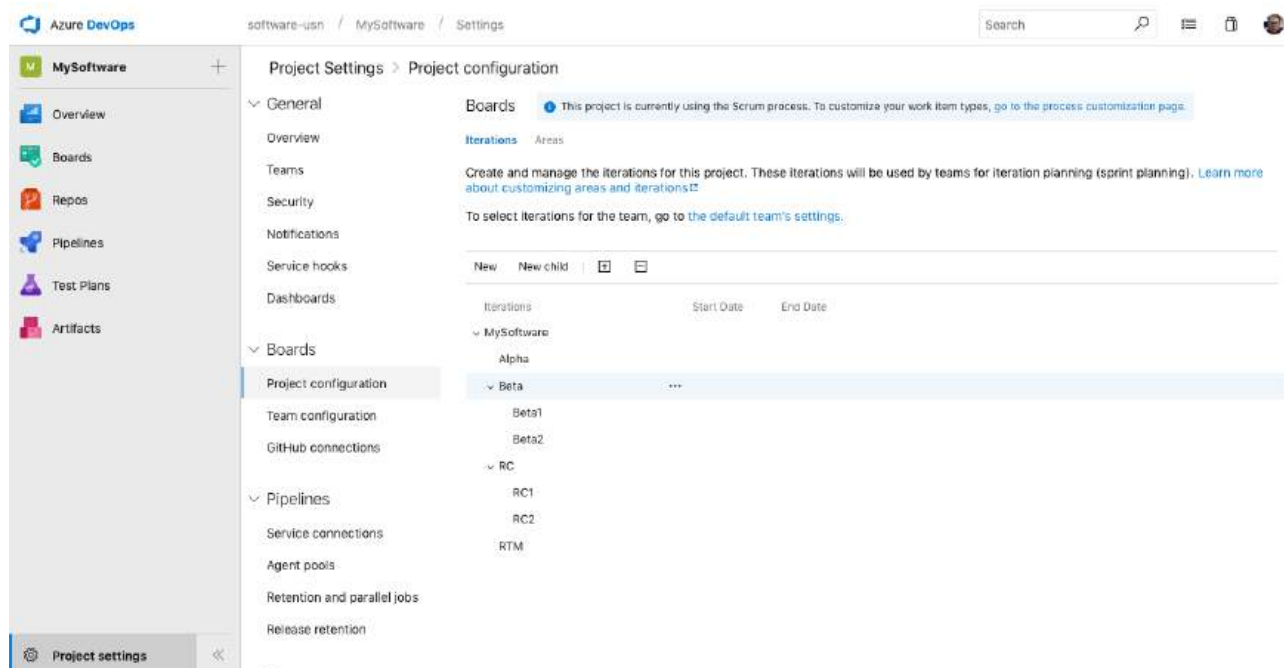 Azure DevOps
software-usn / MySoftware / Settings
Search
M MySoftware
Overview
Boards
Repos
Pipelines
Test Plans
Artifacts
Project settings
Project Settings > Project configuration
General
Overview
Teams
Security
Notifications
Service hooks
Dashboards
Boards
Project configuration
Team configuration
GitHub connections
Pipelines
Service connections
Agent pools
Retention and parallel jobs
Release retention
Boards
This project is currently using the Scrum process. To customize your work item types, go to the process customization page.
Iterations Areas
Create and manage the iterations for this project. These iterations will be used by teams for iteration planning (sprint planning). Learn more
about customizing areas and iterations
To select iterations for the team, go to the default team's settings.
New New child
Iterations Start Date End Date
MySoftware
Alpha
Beta ...
Beta1
Beta2
RC
RC1
RC2
RTM